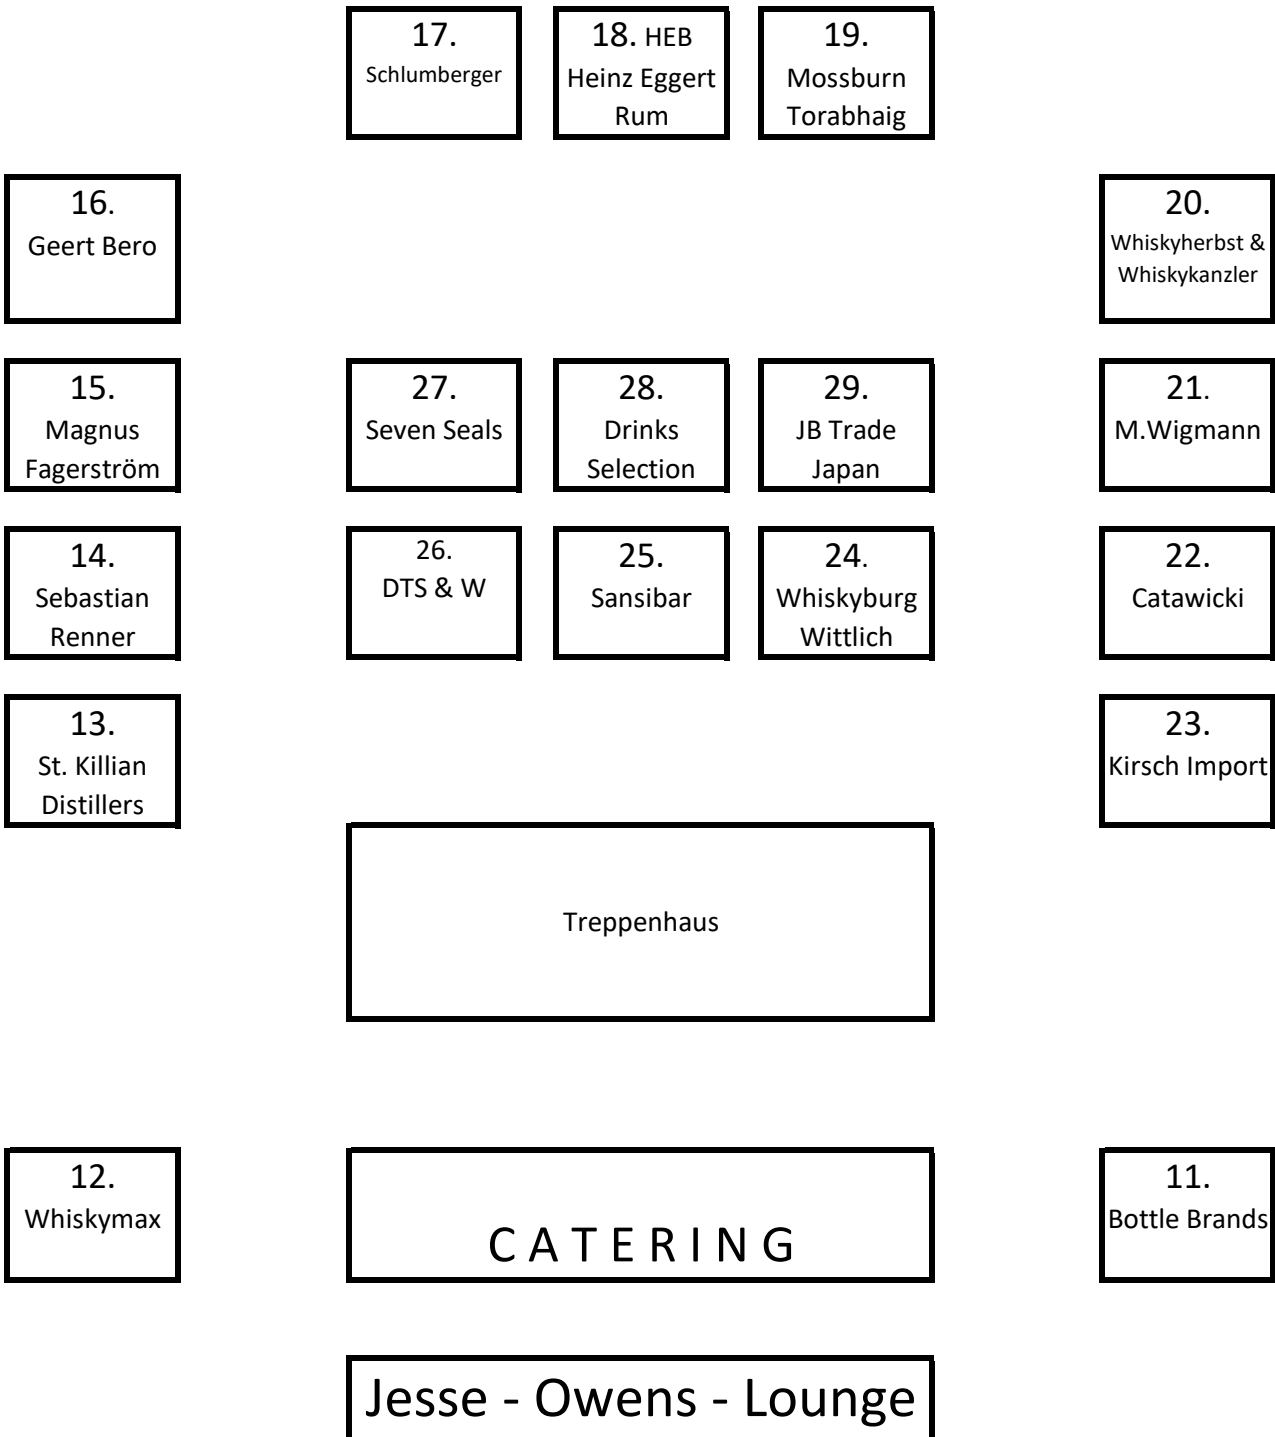 17.
Schlumberger
18. HEB
Heinz Eggert
Rum
19.
Mossburn
Torabhaig
16.
Geert Bero
20.
Whiskyherbst &
Whiskykanzler
15.
Magnus
Fagerström
27.
Seven Seals
28.
Drinks
Selection
29.
JB Trade
Japan
21.
M.Wigmann
14.
Sebastian
Renner
26.
DTS & W
25.
Sansibar
24.
Whiskyburg
Wittlich
22.
Catawicki
13.
St. Killian
Distillers
23.
Kirsch Import
Treppenhaus
12.
Whiskymax
C A T E R I N G
11.
Bottle Brands
Jesse - Owens - Lounge